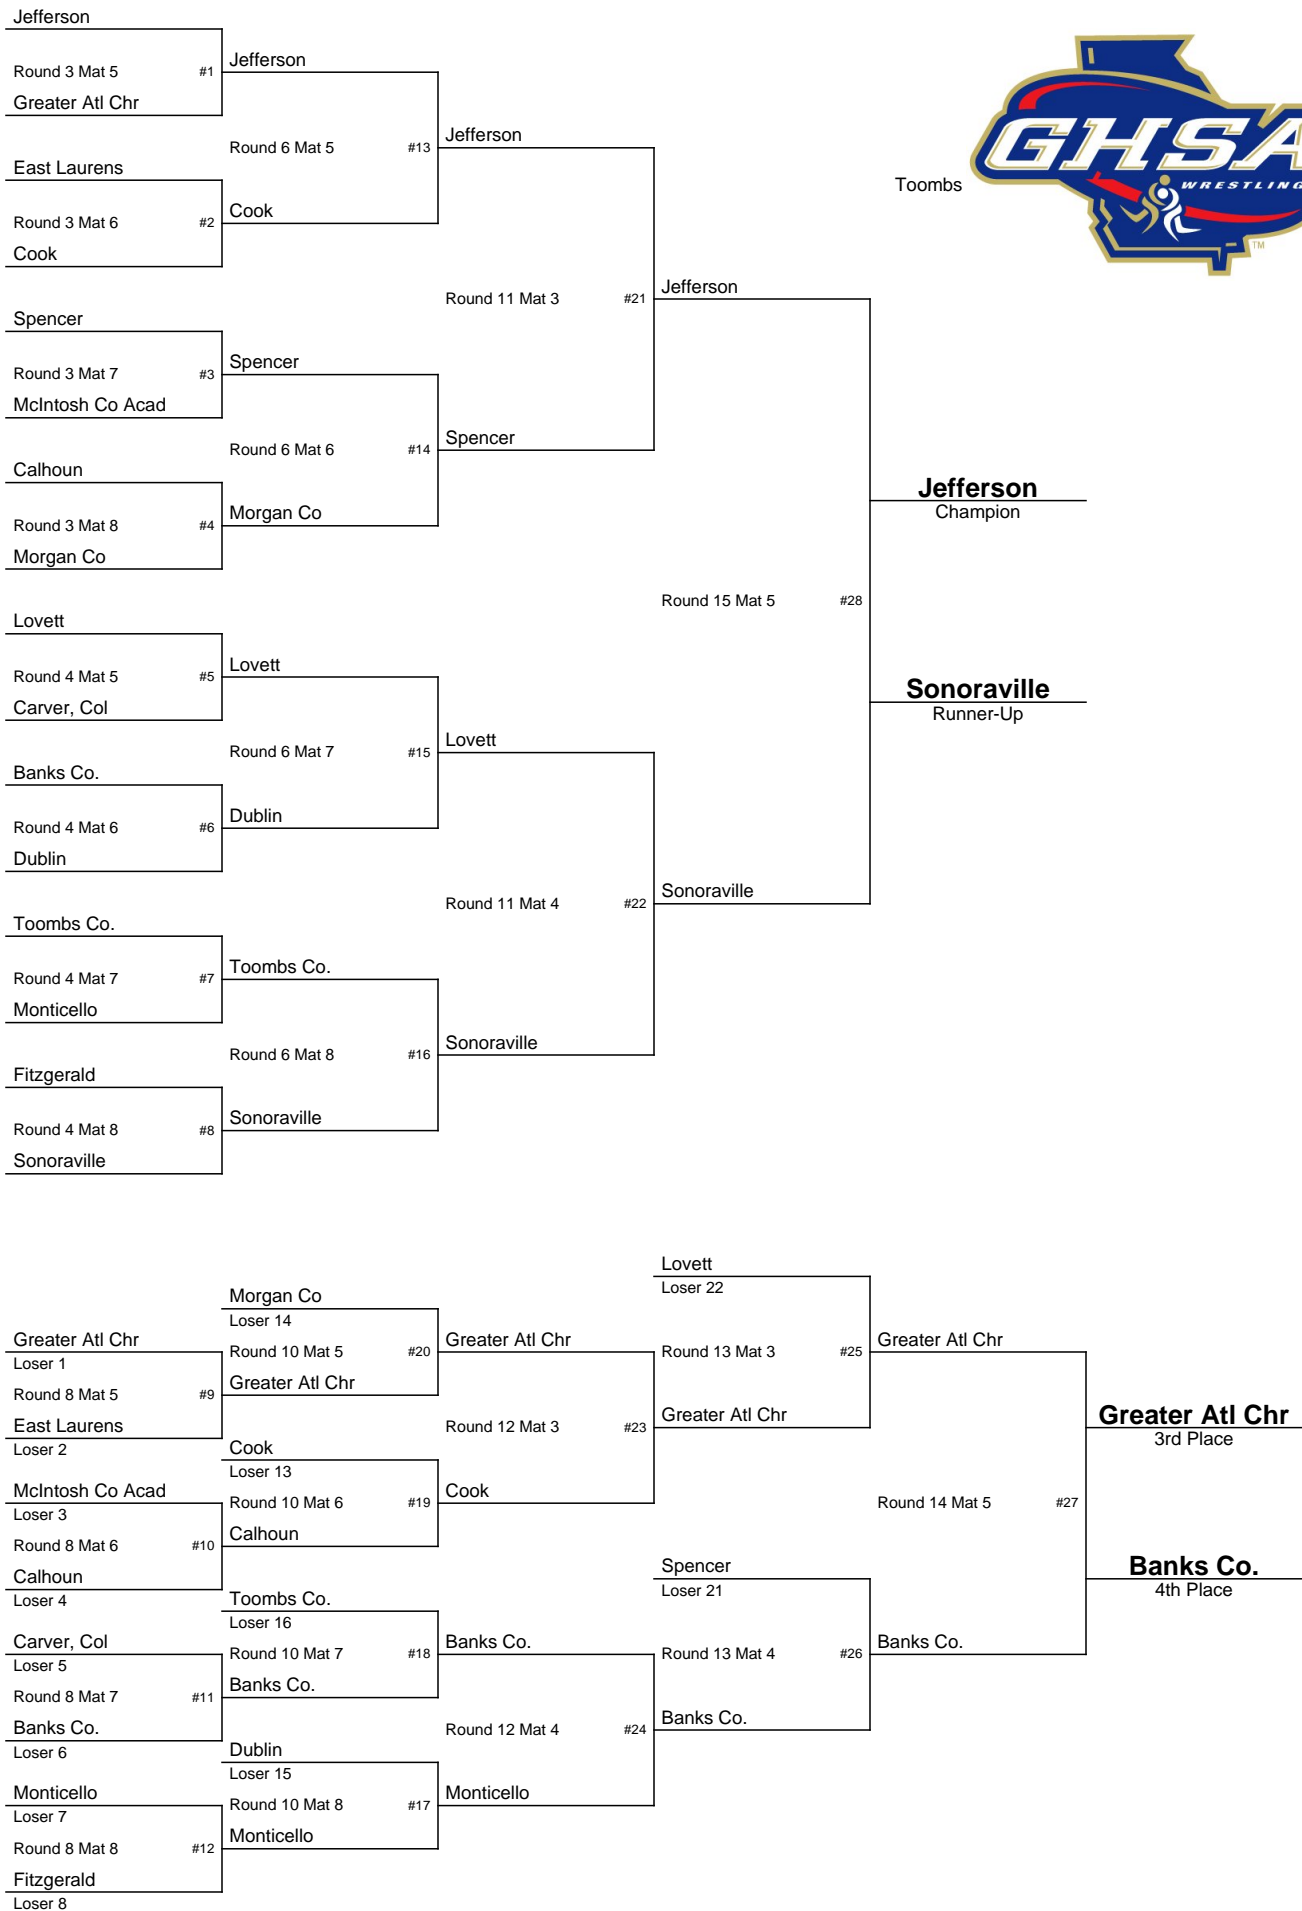 Jefferson
Round 3 Mat 5 #1
Greater Atl Chr
Jefferson
Round 6 Mat 5 #13
East Laurens
Round 3 Mat 6 #2
Cook
Cook
Jefferson
Round 11 Mat 3 #21
Spencer
Round 3 Mat 7 #3
McIntosh Co Acad
Spencer
Round 6 Mat 6 #14
Calhoun
Round 3 Mat 8 #4
Morgan Co
Morgan Co
Spencer
Jefferson
Round 15 Mat 5 #28
Lovett
Round 4 Mat 5 #5
Carver, Col
Lovett
Round 6 Mat 7 #15
Banks Co.
Round 4 Mat 6 #6
Dublin
Dublin
Lovett
Round 11 Mat 4 #22
Toombs Co.
Round 4 Mat 7 #7
Monticello
Toombs Co.
Round 6 Mat 8 #16
Fitzgerald
Round 4 Mat 8 #8
Sonoraville
Sonoraville
Sonoraville
Sonoraville
Jefferson
Champion
Sonoraville
Runner-Up
Toombs
GHSA
WRESTLING
TM
Greater Atl Chr
Loser 1
Round 8 Mat 5 #9
East Laurens
Loser 2
McIntosh Co Acad
Loser 3
Round 8 Mat 6 #10
Calhoun
Loser 4
Carver, Col
Loser 5
Round 8 Mat 7 #11
Banks Co.
Loser 6
Monticello
Loser 7
Round 8 Mat 8 #12
Fitzgerald
Loser 8
Morgan Co
Loser 14
Round 10 Mat 5 #20
Greater Atl Chr
Cook
Loser 13
Round 10 Mat 6 #19
Calhoun
Toombs Co.
Loser 16
Round 10 Mat 7 #18
Banks Co.
Dublin
Loser 15
Round 10 Mat 8 #17
Monticello
Greater Atl Chr
Round 12 Mat 3 #23
Cook
Banks Co.
Round 12 Mat 4 #24
Monticello
Lovett
Loser 22
Round 13 Mat 3 #25
Greater Atl Chr
Spencer
Loser 21
Round 13 Mat 4 #26
Banks Co.
Greater Atl Chr
Round 14 Mat 5 #27
Banks Co.
Greater Atl Chr
3rd Place
Banks Co.
4th Place